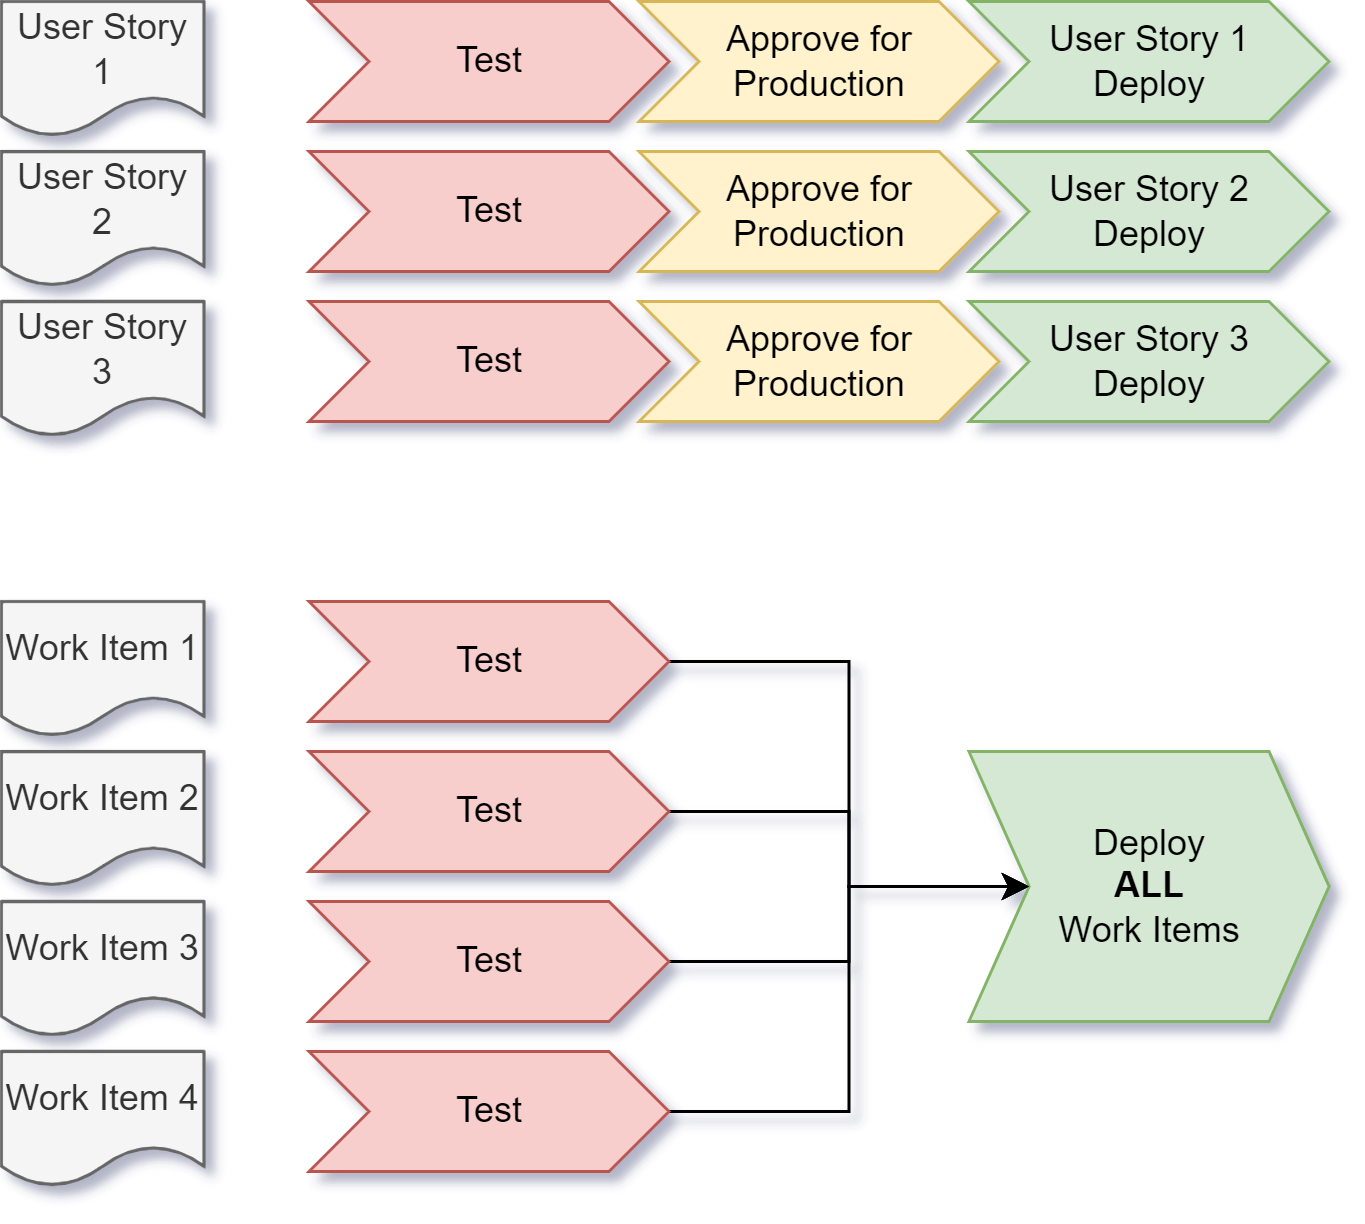 User Story
1
Test
Approve for
Production
User Story 1
Deploy
User Story
2
Test
Approve for
Production
User Story 2
Deploy
User Story
3
Test
Approve for
Production
User Story 3
Deploy
Work Item 1
Test
Work Item 2
Test
Work Item 3
Test
Work Item 4
Test
Deploy
ALL
Work Items